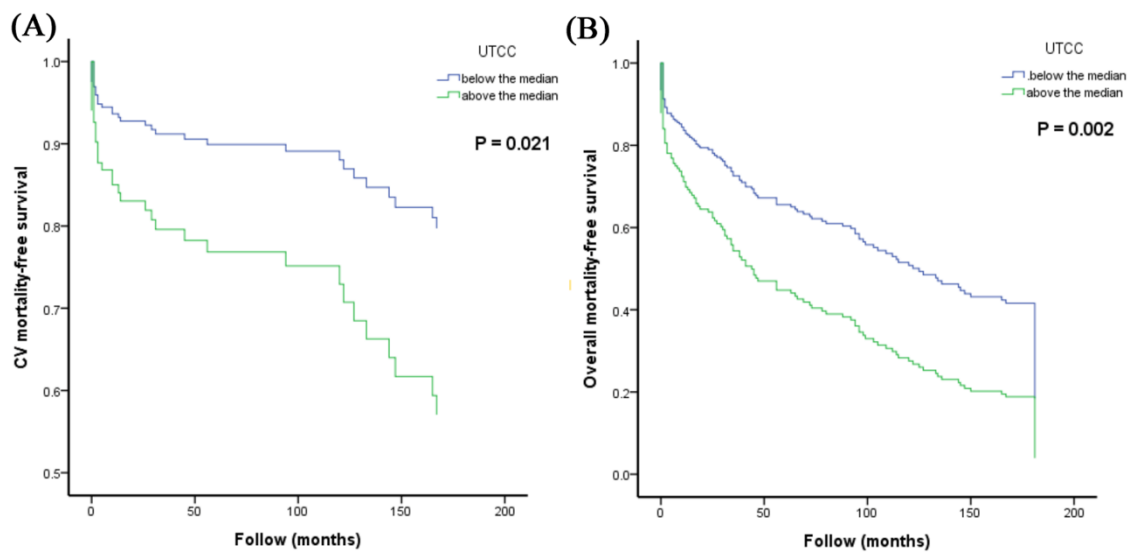 (A)
UTCC
below the median
above the median
P = 0.021
CV mortality-free survival
1.0
0.9
0.8
0.7
0.6
0.5
0
50
100
150
200
Follow (months)
(B)
UTCC
.below the median
above the median
P = 0.002
Overall mortality-free survival
1.0
0.8
0.6
0.4
0.2
0.0
0
50
100
150
200
Follow (months)